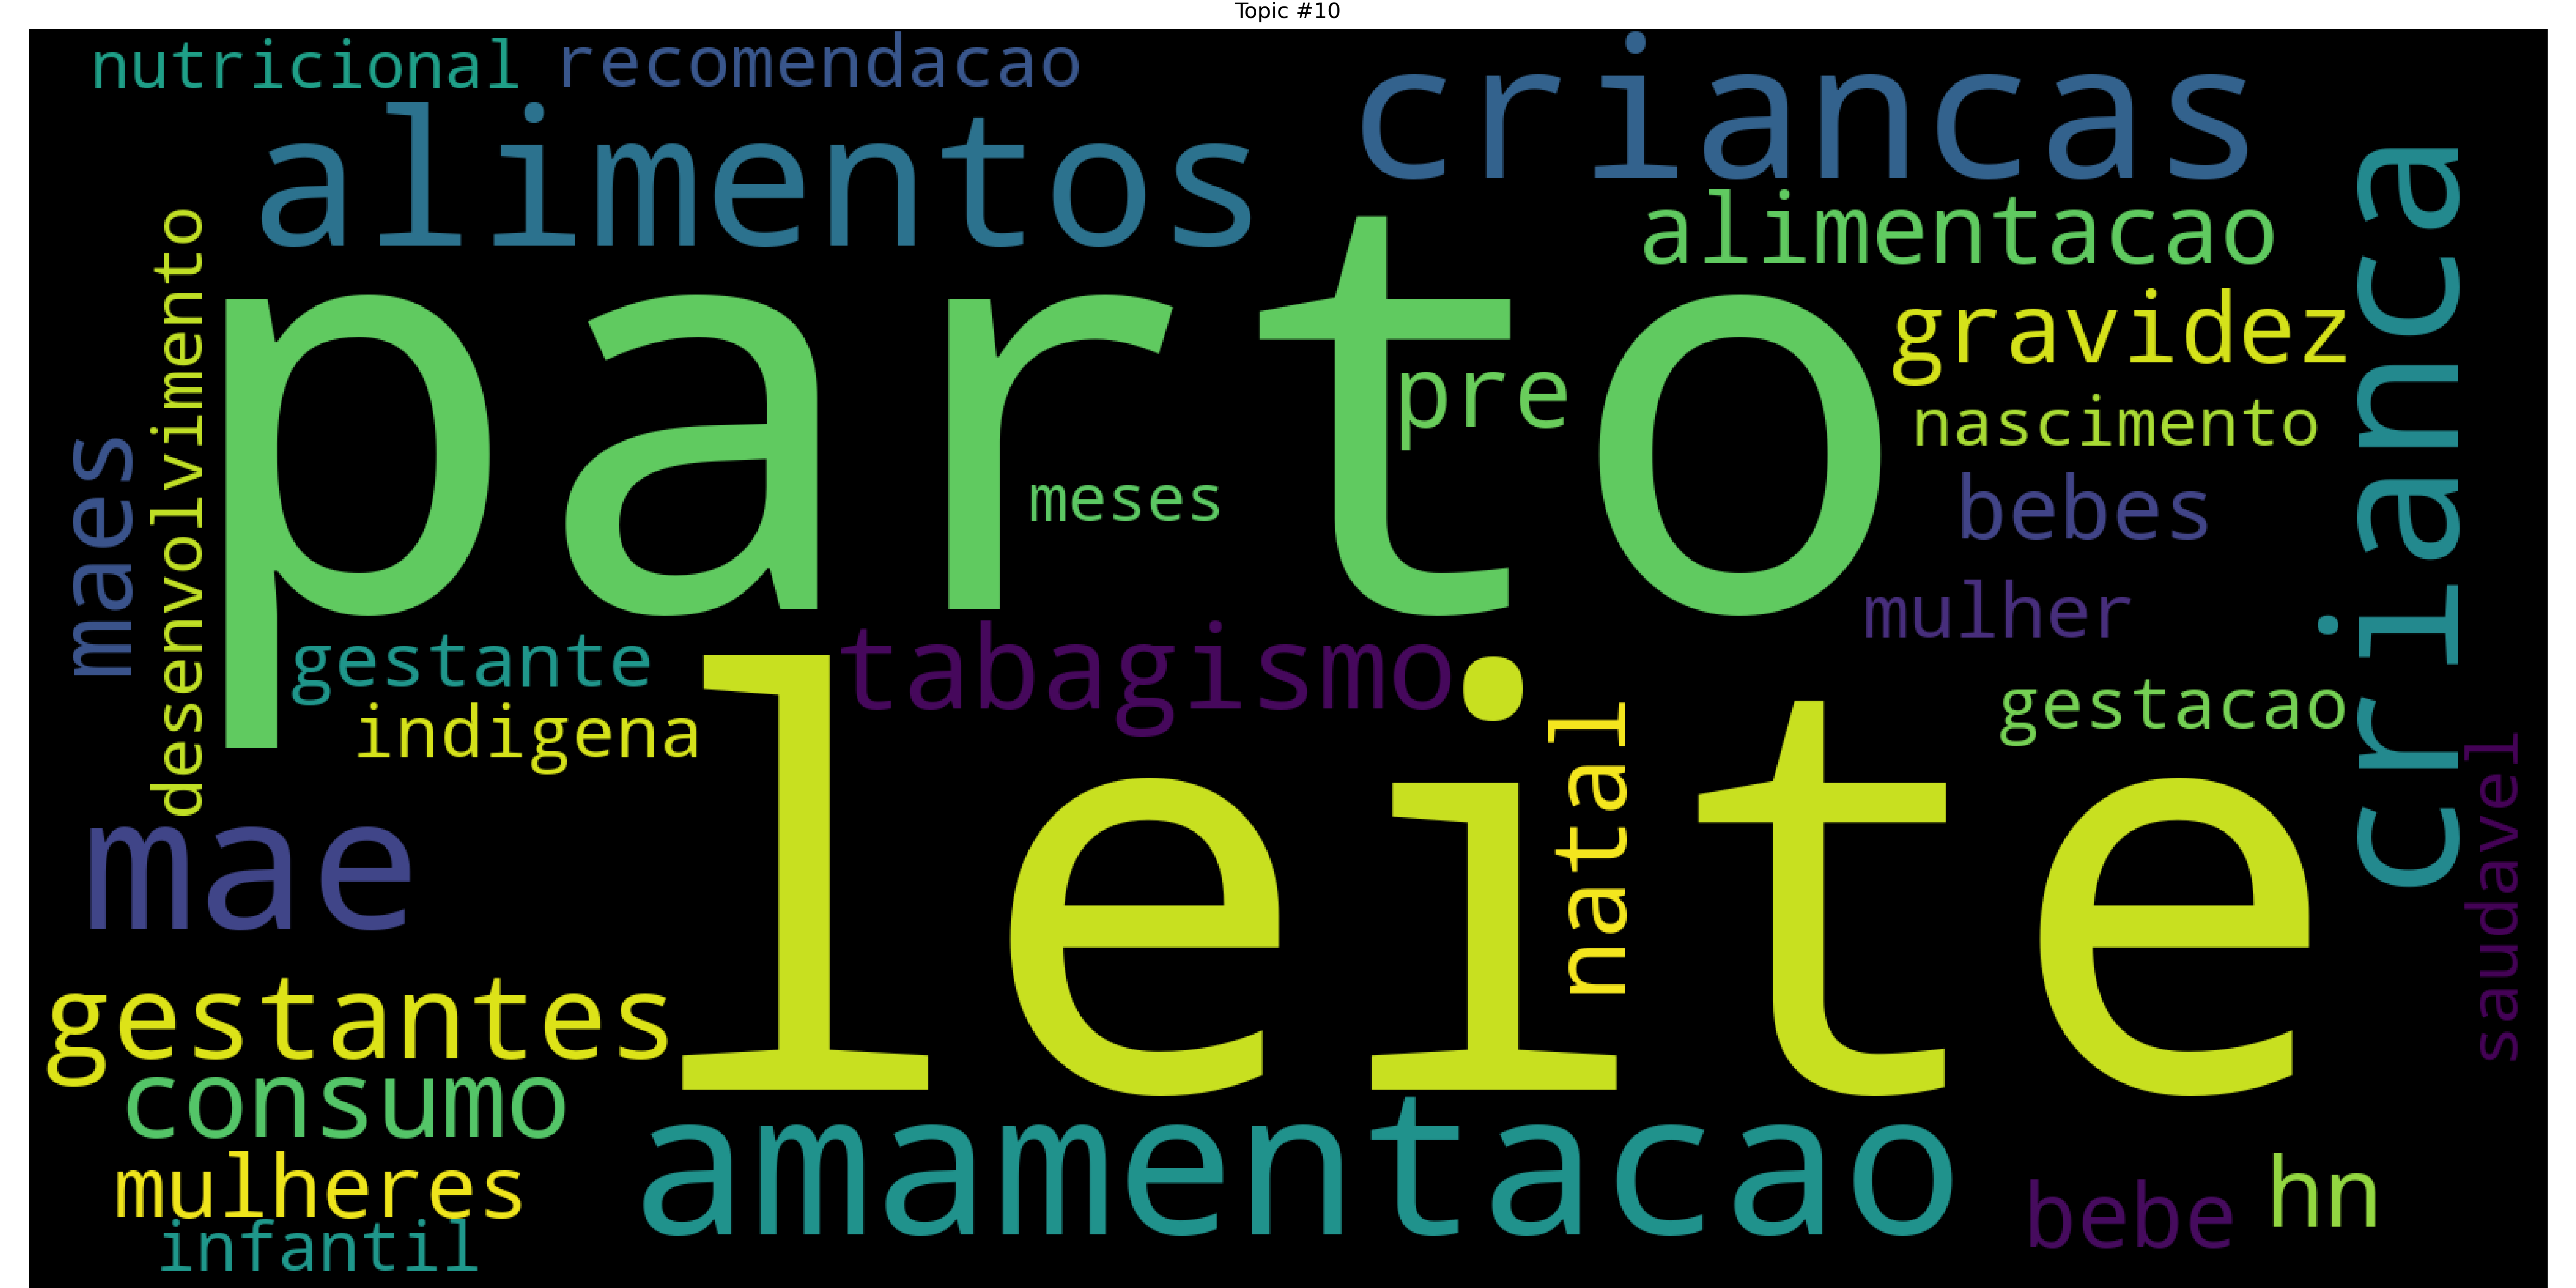 Topic #10
nutricional
recomendacao
criancas
alimentos
alimentacao
crianca
parto
pre
gravidez
nascimento
desenvolvimento
maes
meses
bebes
mulher
gestante
tabagismo
indigena
natal
gestacao
saudavel
leite
mae
gestantes
consumo
amamentacao
mulheres
bebe
hn
infantil